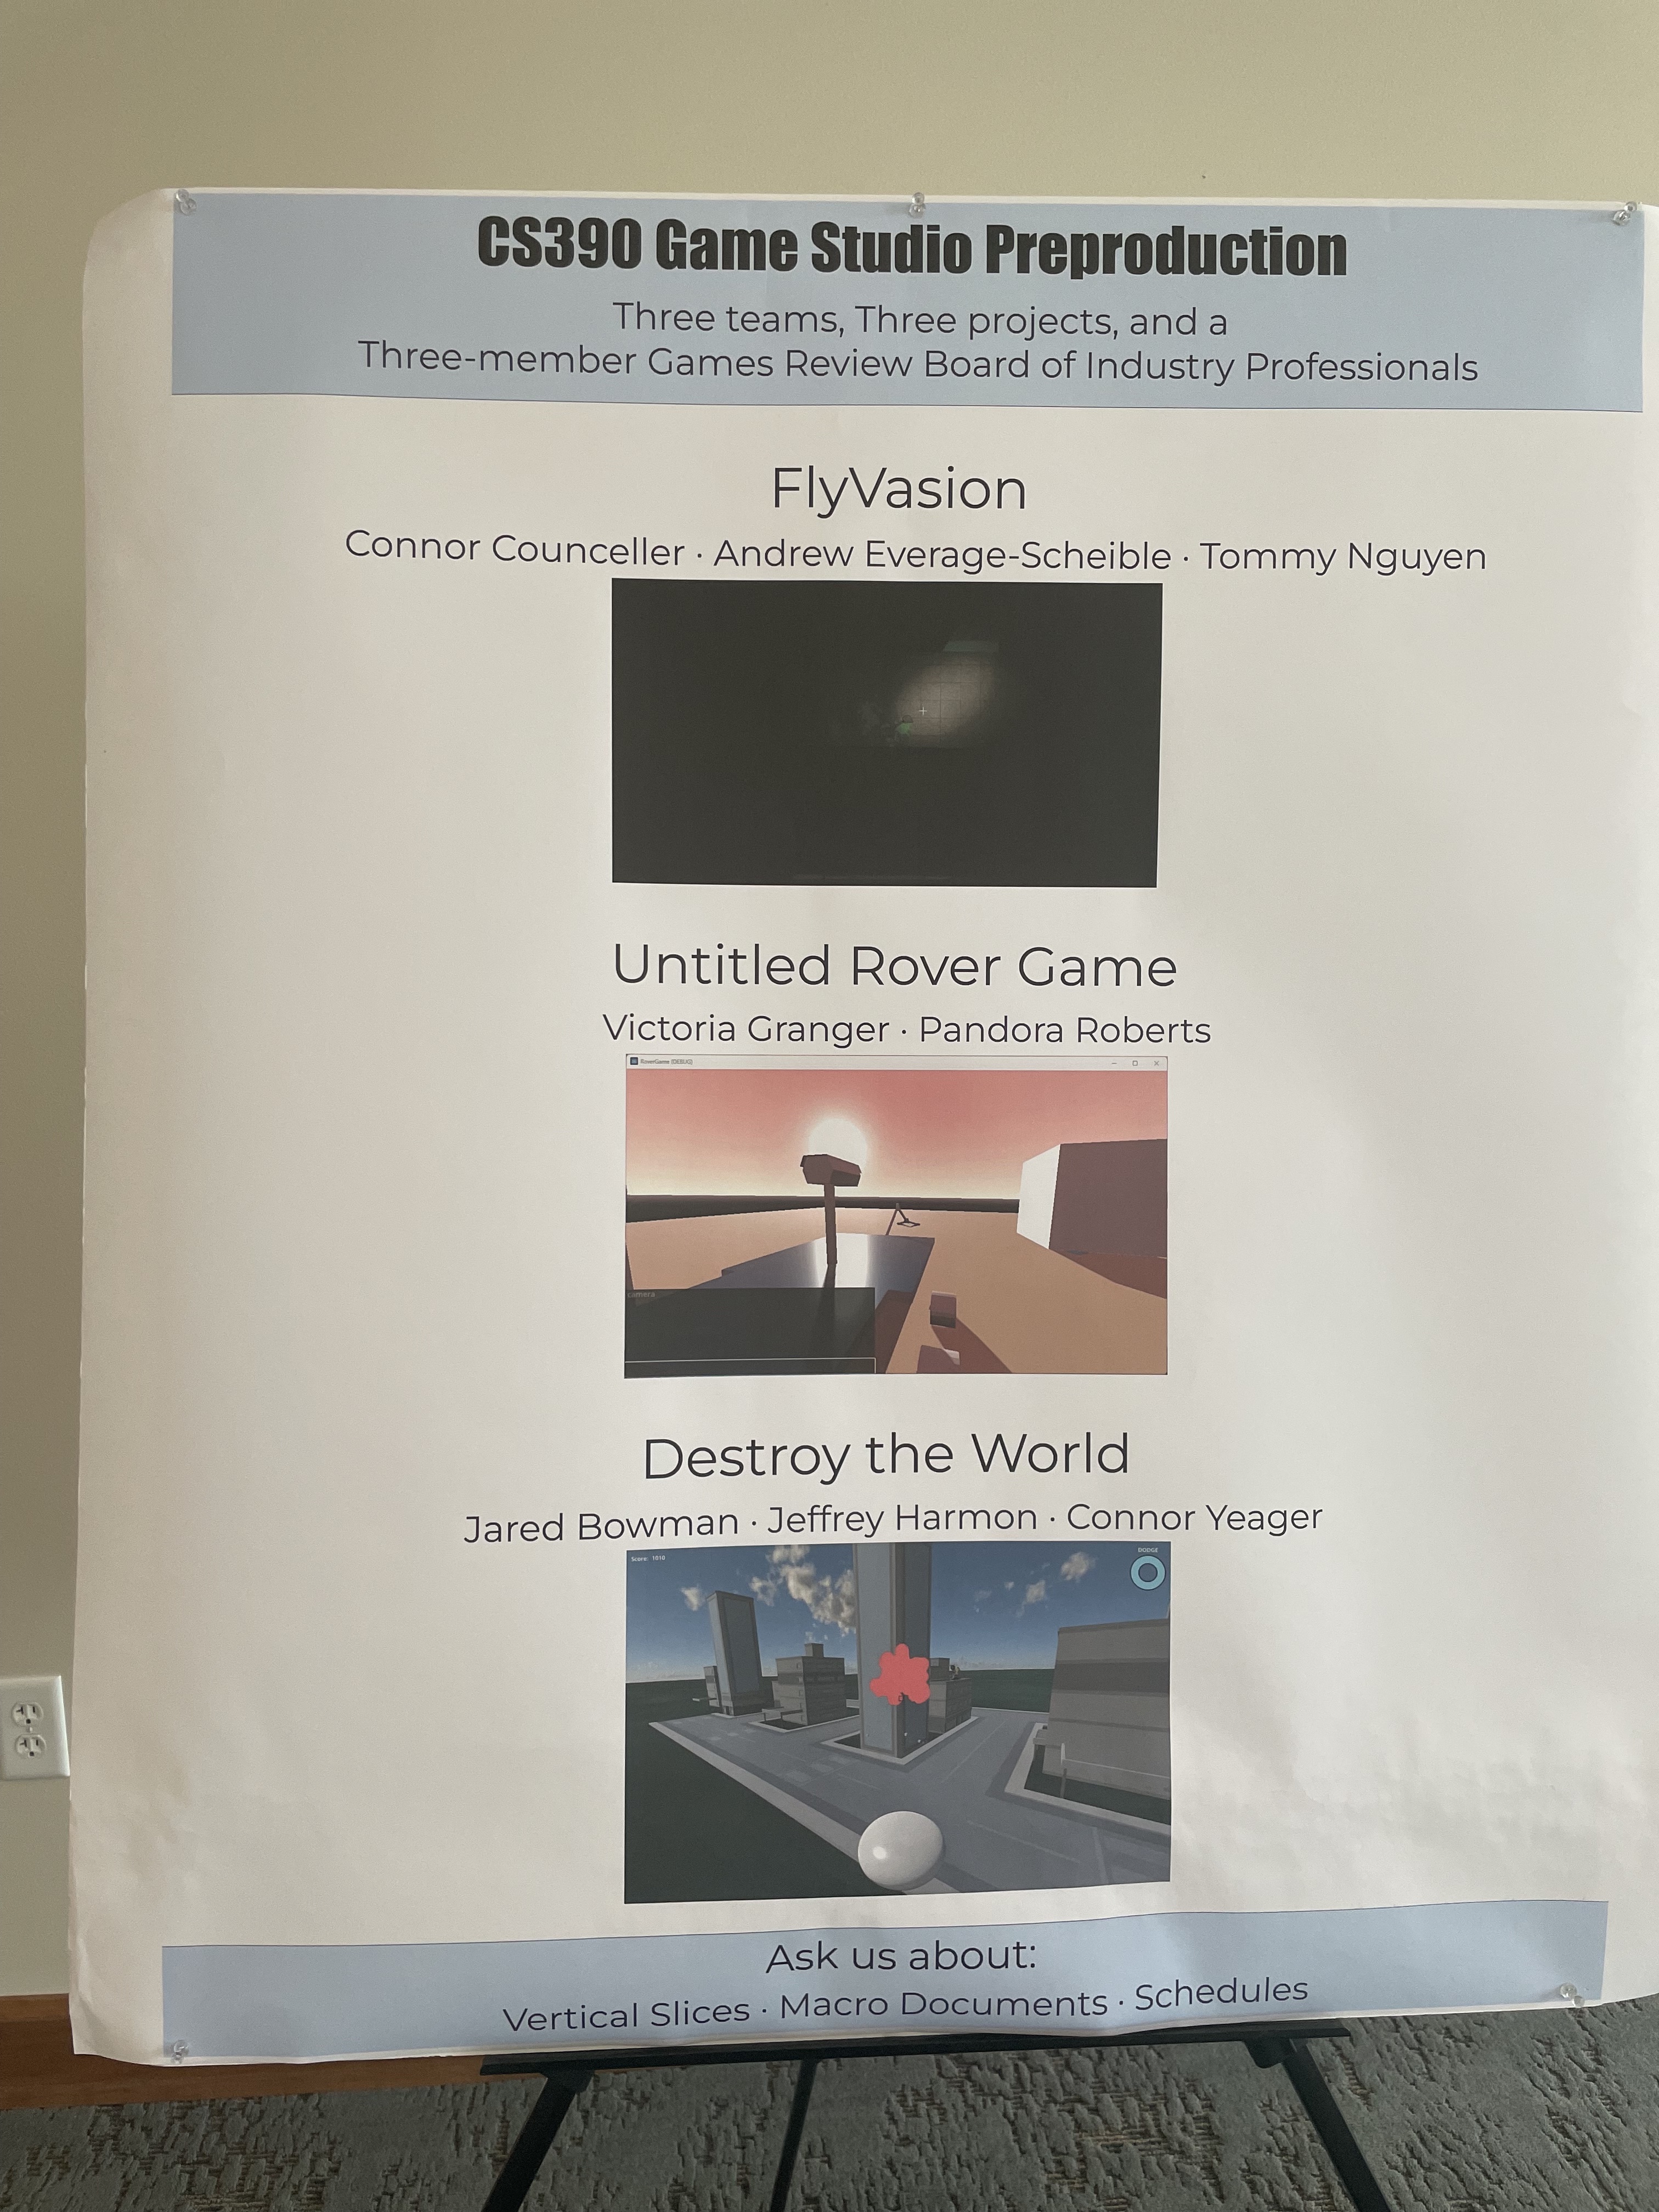 CS390 Game Studio Preproduction
Three teams, Three projects, and a
Three-member Games Review Board of Industry Professionals
FlyVasion
Connor Counceller · Andrew Everage-Scheible · Tommy Nguyen
Untitled Rover Game
Victoria Granger · Pandora Roberts
RoverGame (DEBUG)
camera
Destroy the World
Jared Bowman · Jeffrey Harmon · Connor Yeager
Score: 1010
DODGE
Ask us about:
Vertical Slices · Macro Documents · Schedules